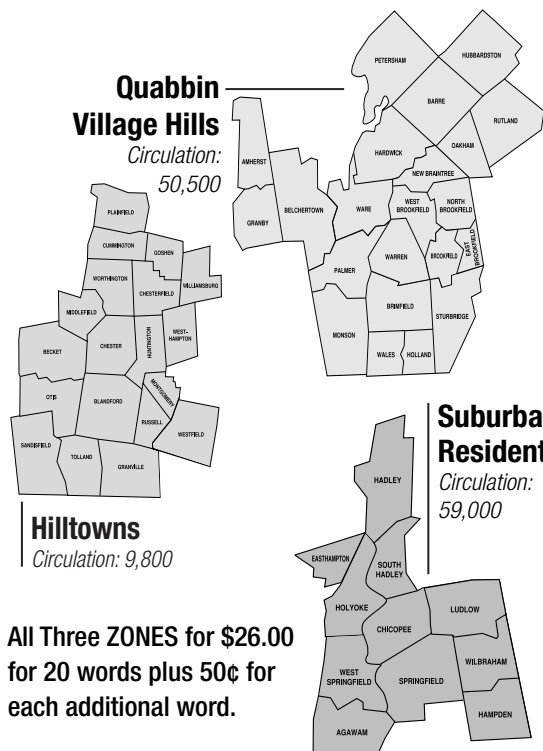 Quabbin
Village Hills
Circulation:
50,500
PETERSHAM
HUBBARDSTON
BARRE
RUTLAND
OAKHAM
HARDWICK
NEW BRAINTREE
AMHERST
BELCHERTOWN
GRANBY
WARE
WEST
BROOKFIELD
NORTH
BROOKFIELD
EAST
BROOKFIELD
BROOKFIELD
WARREN
PALMER
BRIMFIELD
STURBRIDGE
MONSON
WALES
HOLLAND
PLAINFIELD
CUMMINGTON
GOSHEN
WORTHINGTON
CHESTERFIELD
WILLIAMSBURG
MIDDLEFIELD
BECKET
CHESTER
HUNTINGTON
WEST-
HAMPTON
OTIS
BLANDFORD
MONTGOMERY
RUSSELL
WESTFIELD
SANDISFIELD
TOLLAND
GRANVILLE
Hilltowns
Circulation: 9,800
Suburba
Resident
Circulation:
59,000
HADLEY
EASTHAMPTON
SOUTH
HADLEY
HOLYOKE
CHICOPEE
LUDLOW
WEST
SPRINGFIELD
SPRINGFIELD
WILBRAHAM
HAMPDEN
AGAWAM
All Three ZONES for $26.00
for 20 words plus 50¢ for
each additional word.